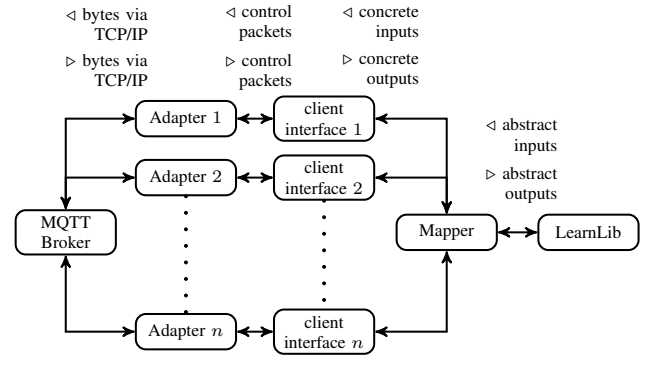 ◁ bytes via
TCP/IP
▷ bytes via
TCP/IP
◁ control
packets
▷ control
packets
◁ concrete
inputs
▷ concrete
outputs
Adapter 1
client
interface 1
◁ abstract
inputs
▷ abstract
outputs
Adapter 2
client
interface 2
MQTT
Broker
Mapper
LearnLib
Adapter n
client
interface n